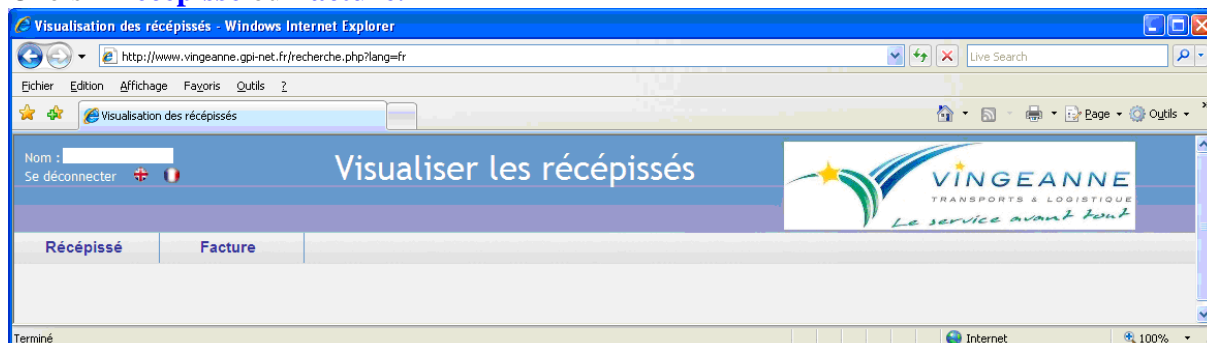 Visualisation des récépissés - Windows Internet Explorer
http://www.vingeanne.gpi-net.fr/recherche.php?lang=fr
Live Search
Fichier Edition Affichage Favoris Outils ?
Visualisation des récépissés
Page Outils
Nom :
Se déconnecter
Visualiser les récépissés
VINGEANNE
TRANSPORTS & LOGISTIQUE
Le service avant tout
Récépissé Facture
Terminé
Internet
100%